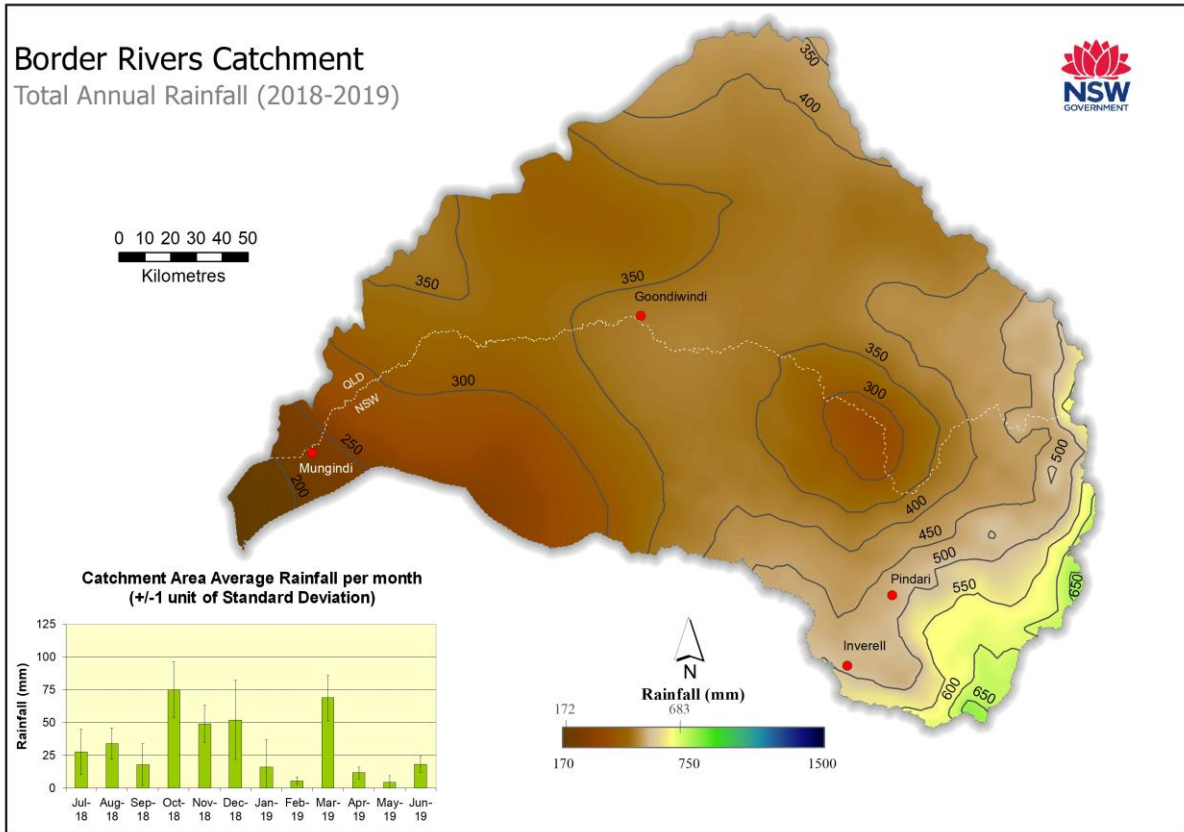 Border Rivers Catchment
Total Annual Rainfall (2018-2019)
NSW
GOVERNMENT
0 10 20 30 40 50
Kilometres
350
400
350
350
Goondiwindi
350
300
300
QLD
NSW
250
Mungindi
200
500
400
450
500
Pindari
550
650
Inverell
600
650
N
Rainfall (mm)
172 683
170 750 1500
Catchment Area Average Rainfall per month
(+/-1 unit of Standard Deviation)
Rainfall (mm)
125
100
75
50
25
0
Jul-18 Aug-18 Sep-18 Oct-18 Nov-18 Dec-18 Jan-19 Feb-19 Mar-19 Apr-19 May-19 Jun-19